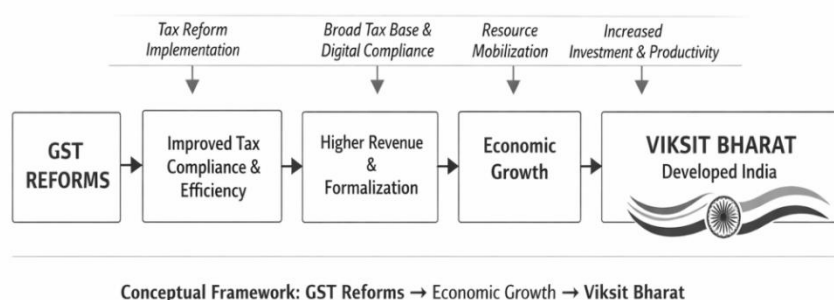 Tax Reform
Implementation
Broad Tax Base &
Digital Compliance
Resource
Mobilization
Increased
Investment & Productivity
GST
REFORMS
Improved Tax
Compliance &
Efficiency
Higher Revenue
&
Formalization
Economic
Growth
VIKSIT BHARAT
Developed India
Conceptual Framework: GST Reforms → Economic Growth → Viksit Bharat